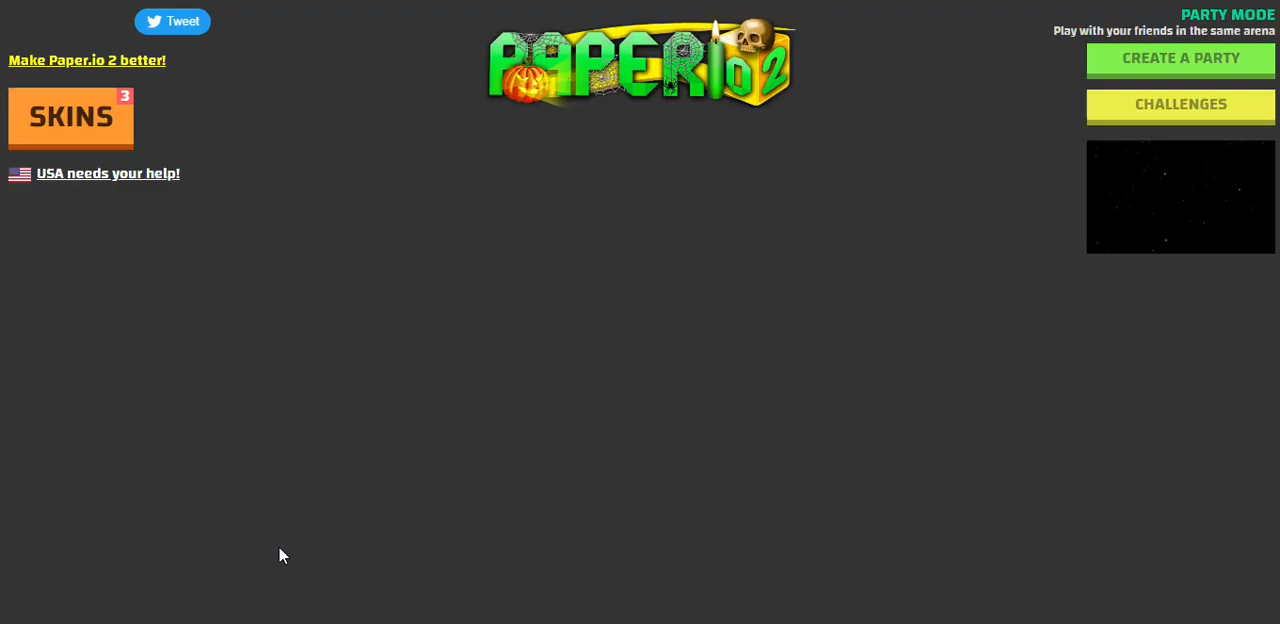 Tweet
Make Paper.io 2 better!
SKINS
3
USA needs your help!
PAPER IO 2
PARTY MODE
Play with your friends in the same arena
CREATE A PARTY
CHALLENGES